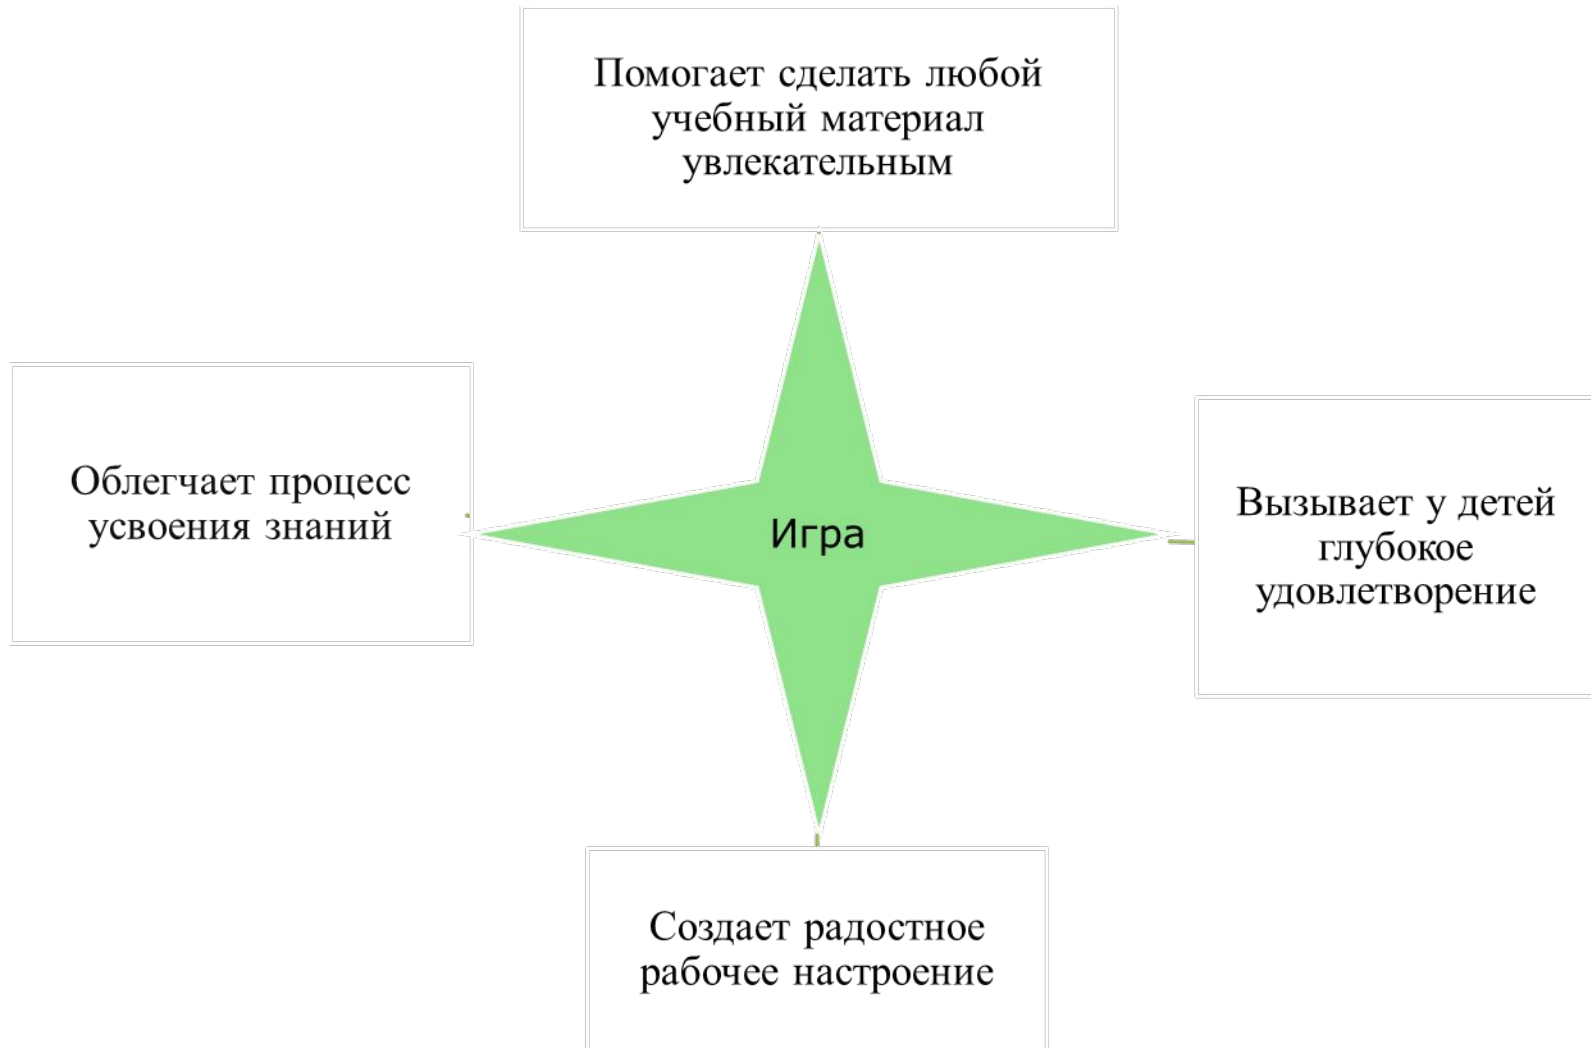 Помогает сделать любой
учебный материал
увлекательным
Облегчает процесс
усвоения знаний
Игра
Вызывает у детей
глубокое
удовлетворение
Создает радостное
рабочее настроение